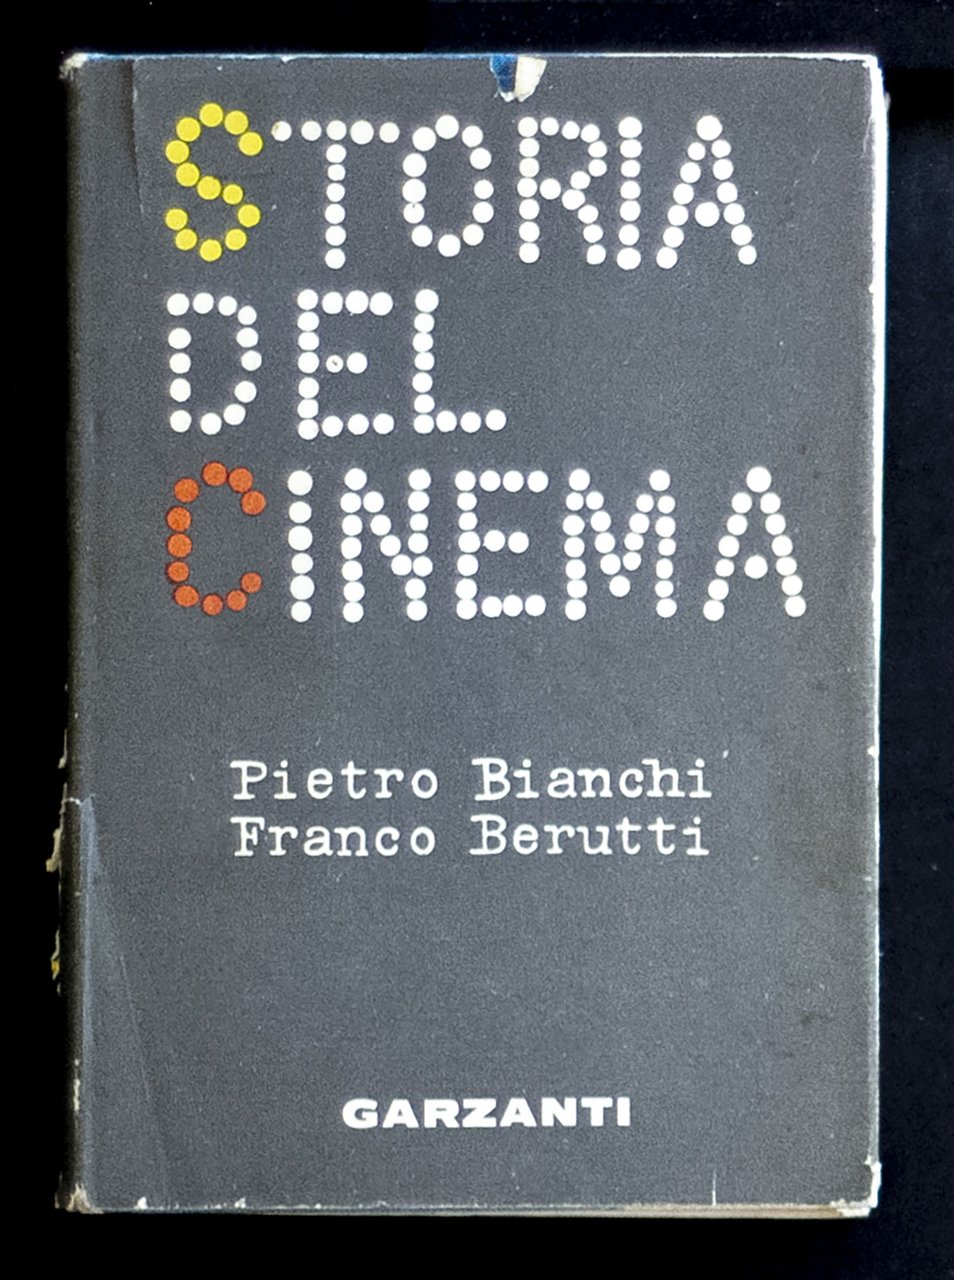 STORIA
DEL
CINEMA
Pietro Bianchi
Franco Berutti
GARZANTI